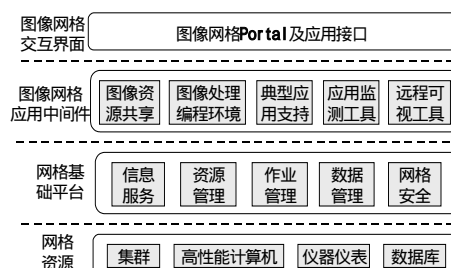 图像网格
交互界面
图像网格Portal及应用接口
图像网格
应用中间件
图像资
源共享
图像处理
编程环境
典型应
用支持
应用监
测工具
远程可
视工具
网格基
础平台
信息
服务
资源
管理
作业
管理
数据
管理
网格
安全
网格
资源
集群
高性能计算机
仪器仪表
数据库